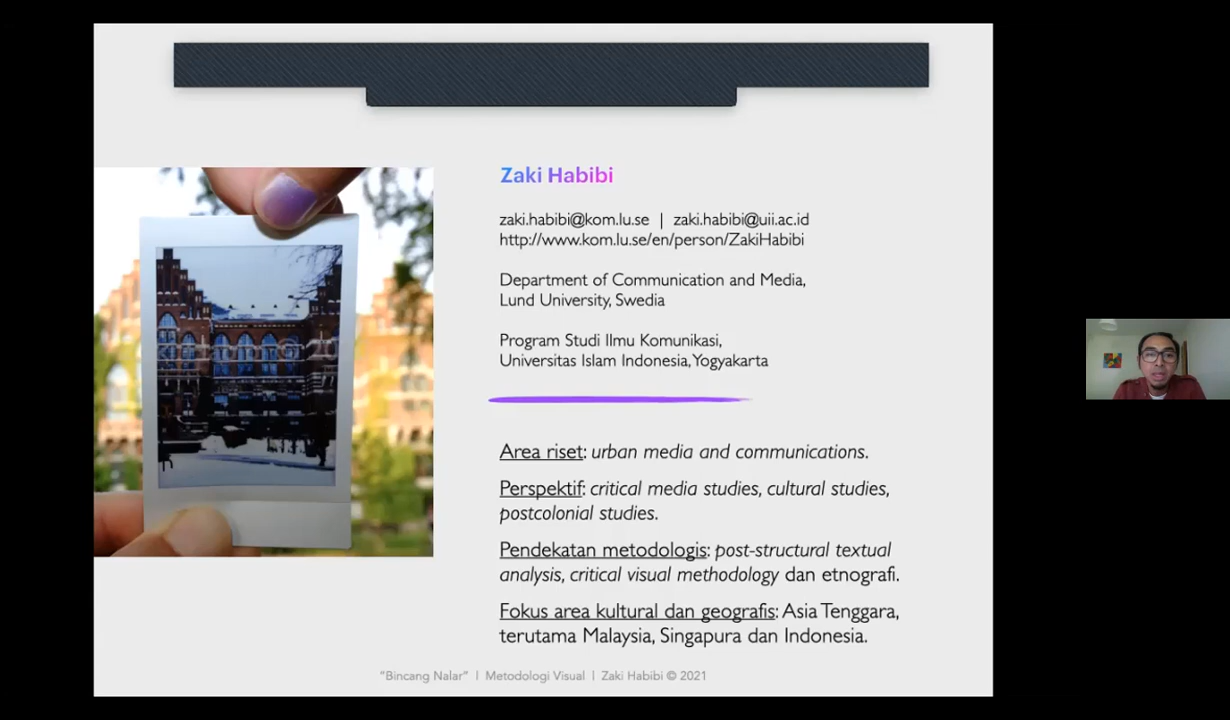 Zaki Habibi
zaki.habibi@kom.lu.se | zaki.habibi@uii.ac.id
http://www.kom.lu.se/en/person/ZakiHabibi
Department of Communication and Media,
Lund University, Swedia
Program Studi Ilmu Komunikasi,
Universitas Islam Indonesia, Yogyakarta
Area riset: urban media and communications.
Perspektif: critical media studies, cultural studies,
postcolonial studies.
Pendekatan metodologis: post-structural textual
analysis, critical visual methodology dan etnografi.
Fokus area kultural dan geografis: Asia Tenggara,
terutama Malaysia, Singapura dan Indonesia.
"Bincang Nalar" | Metodologi Visual | Zaki Habibi © 2021